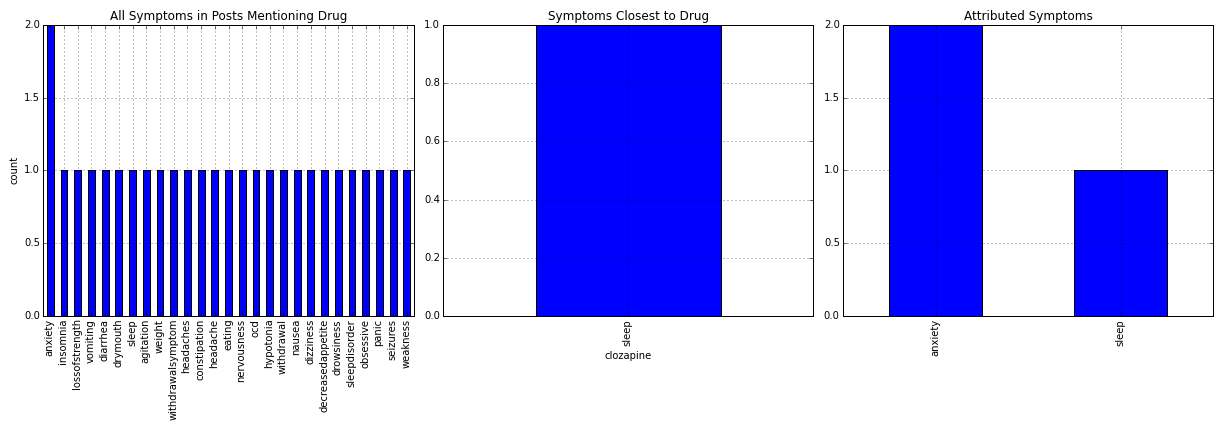 All Symptoms in Posts Mentioning Drug
2.0
1.5
1.0
0.5
0.0
count
anxiety
insomnia
lossofstrength
vomiting
diarrhea
drymouth
sleep
agitation
weight
withdrawalsymptom
headaches
constipation
headache
eating
nervousness
ocd
hypotonia
withdrawal
nausea
dizziness
decreasedappetite
drowsiness
sleepdisorder
obsessive
panic
seizures
weakness
Symptoms Closest to Drug
1.0
0.8
0.6
0.4
0.2
0.0
sleep
clozapine
Attributed Symptoms
2.0
1.5
1.0
0.5
0.0
anxiety
sleep